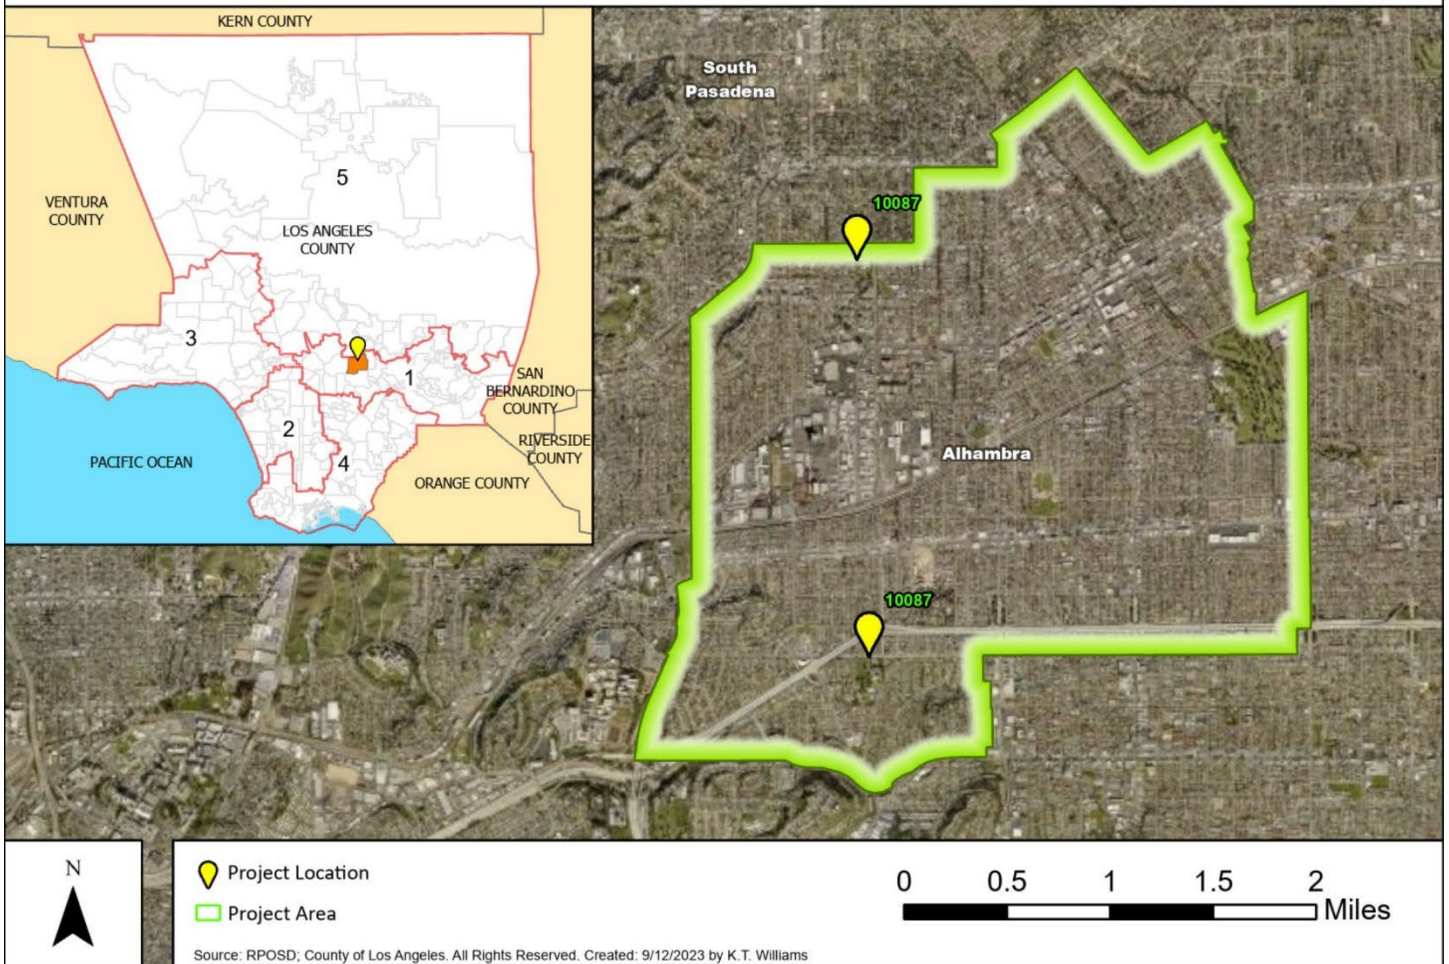 KERN COUNTY
VENTURA
COUNTY
5
LOS ANGELES
COUNTY
3
1
2
4
SAN
BERNARDINO
COUNTY
RIVERSIDE
COUNTY
ORANGE COUNTY
PACIFIC OCEAN
South
Pasadena
10087
Alhambra
10087
N
Project Location
Project Area
0 0.5 1 1.5 2
Miles
Source: RPOSD; County of Los Angeles. All Rights Reserved. Created: 9/12/2023 by K.T. Williams